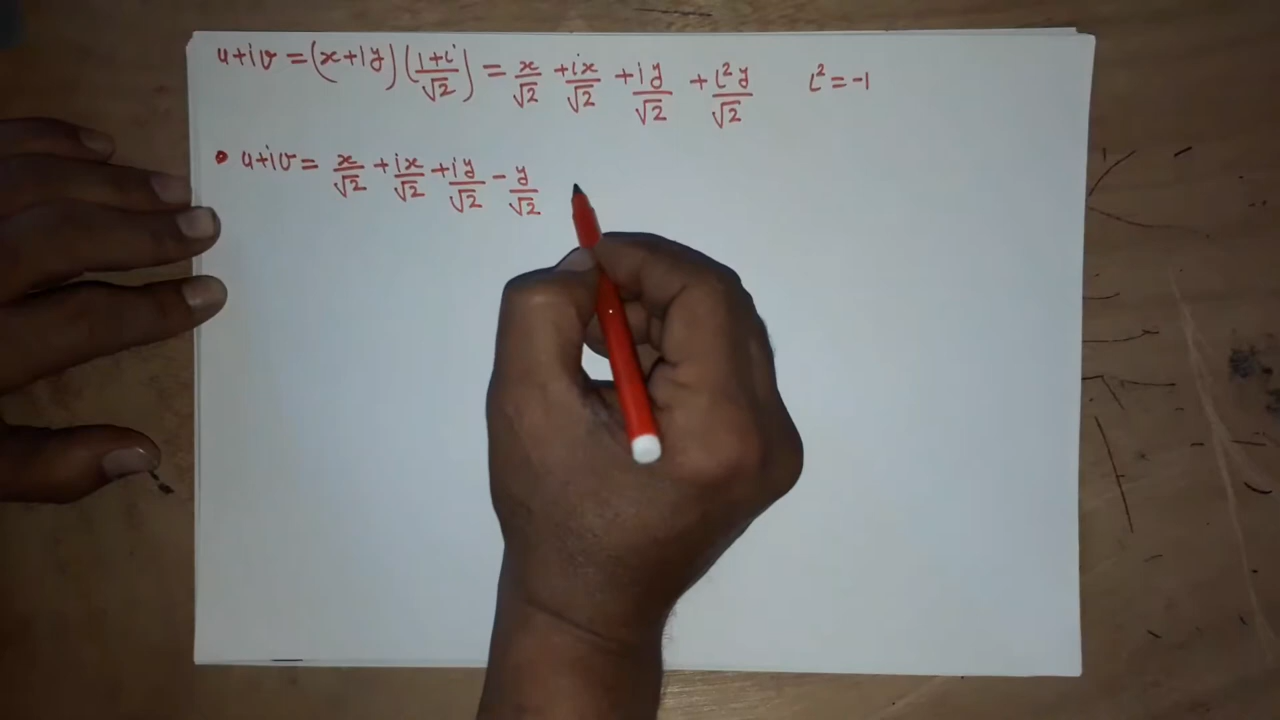 u+iv = (x+iy)(1+i/√2) = x/√2 + ix/√2 + iy/√2 + i²y/√2 i² = -1
• u+iv = x/√2 + ix/√2 + iy/√2 - y/√2